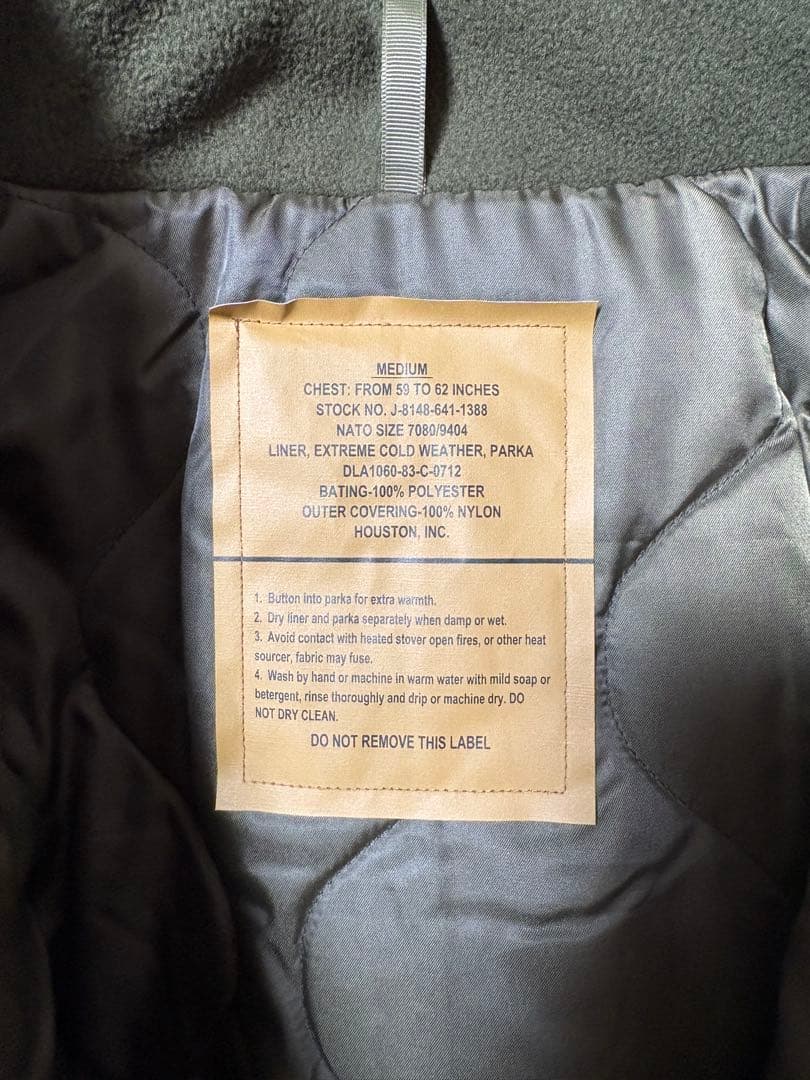 MEDIUM
CHEST: FROM 59 TO 62 INCHES
STOCK NO. J-8148-641-1388
NATO SIZE 7080/9404
LINER, EXTREME COLD WEATHER, PARKA
DLA1060-83-C-0712
BATING-100% POLYESTER
OUTER COVERING-100% NYLON
HOUSTON, INC.
1. Button into parka for extra warmth.
2. Dry liner and parka separately when damp or wet.
3. Avoid contact with heated stover open fires, or other heat
sourcer, fabric may fuse.
4. Wash by hand or machine in warm water with mild soap or
betergent, rinse thoroughly and drip or machine dry. DO
NOT DRY CLEAN.
DO NOT REMOVE THIS LABEL